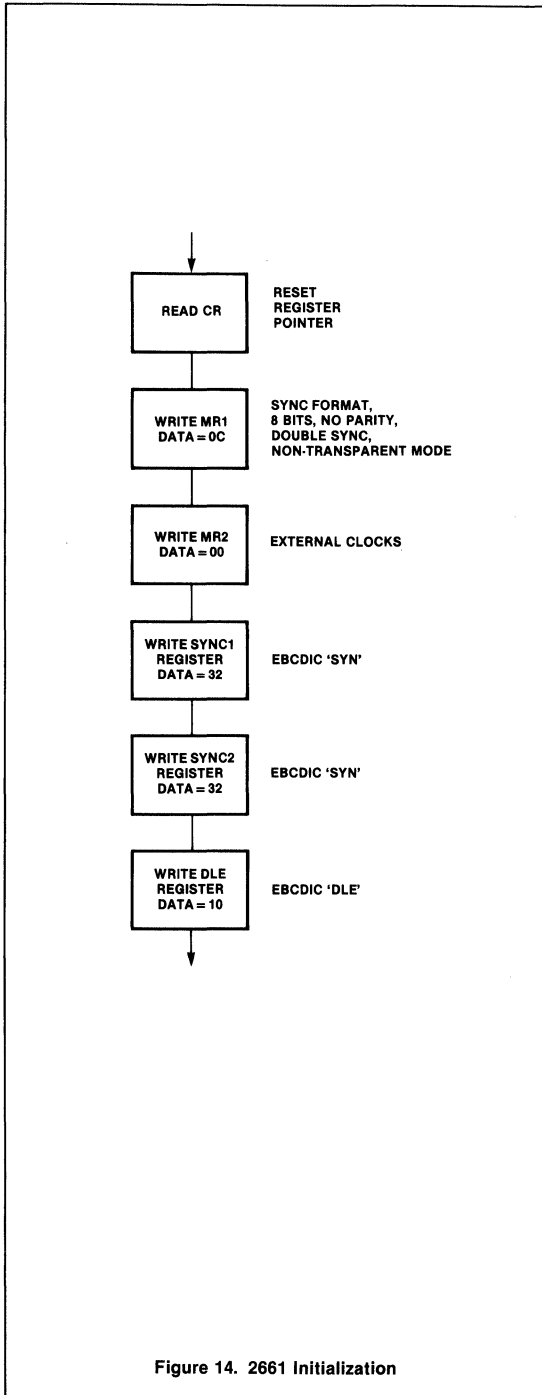 READ CR
RESET
REGISTER
POINTER
WRITE MR1
DATA = 0C
SYNC FORMAT,
8 BITS, NO PARITY,
DOUBLE SYNC,
NON-TRANSPARENT MODE
WRITE MR2
DATA = 00
EXTERNAL CLOCKS
WRITE SYNC1
REGISTER
DATA = 32
EBCDIC 'SYN'
WRITE SYNC2
REGISTER
DATA = 32
EBCDIC 'SYN'
WRITE DLE
REGISTER
DATA = 10
EBCDIC 'DLE'
Figure 14. 2661 Initialization